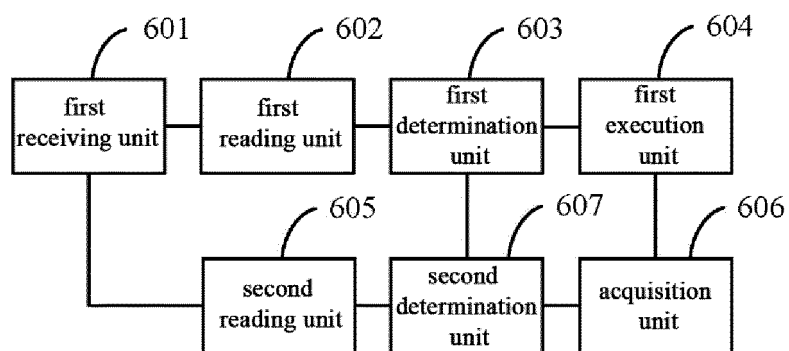 601
602
603
604
first
receiving unit
first
reading unit
first
determination
unit
first
execution
unit
605
607
606
second
reading unit
second
determination
unit
acquisition
unit